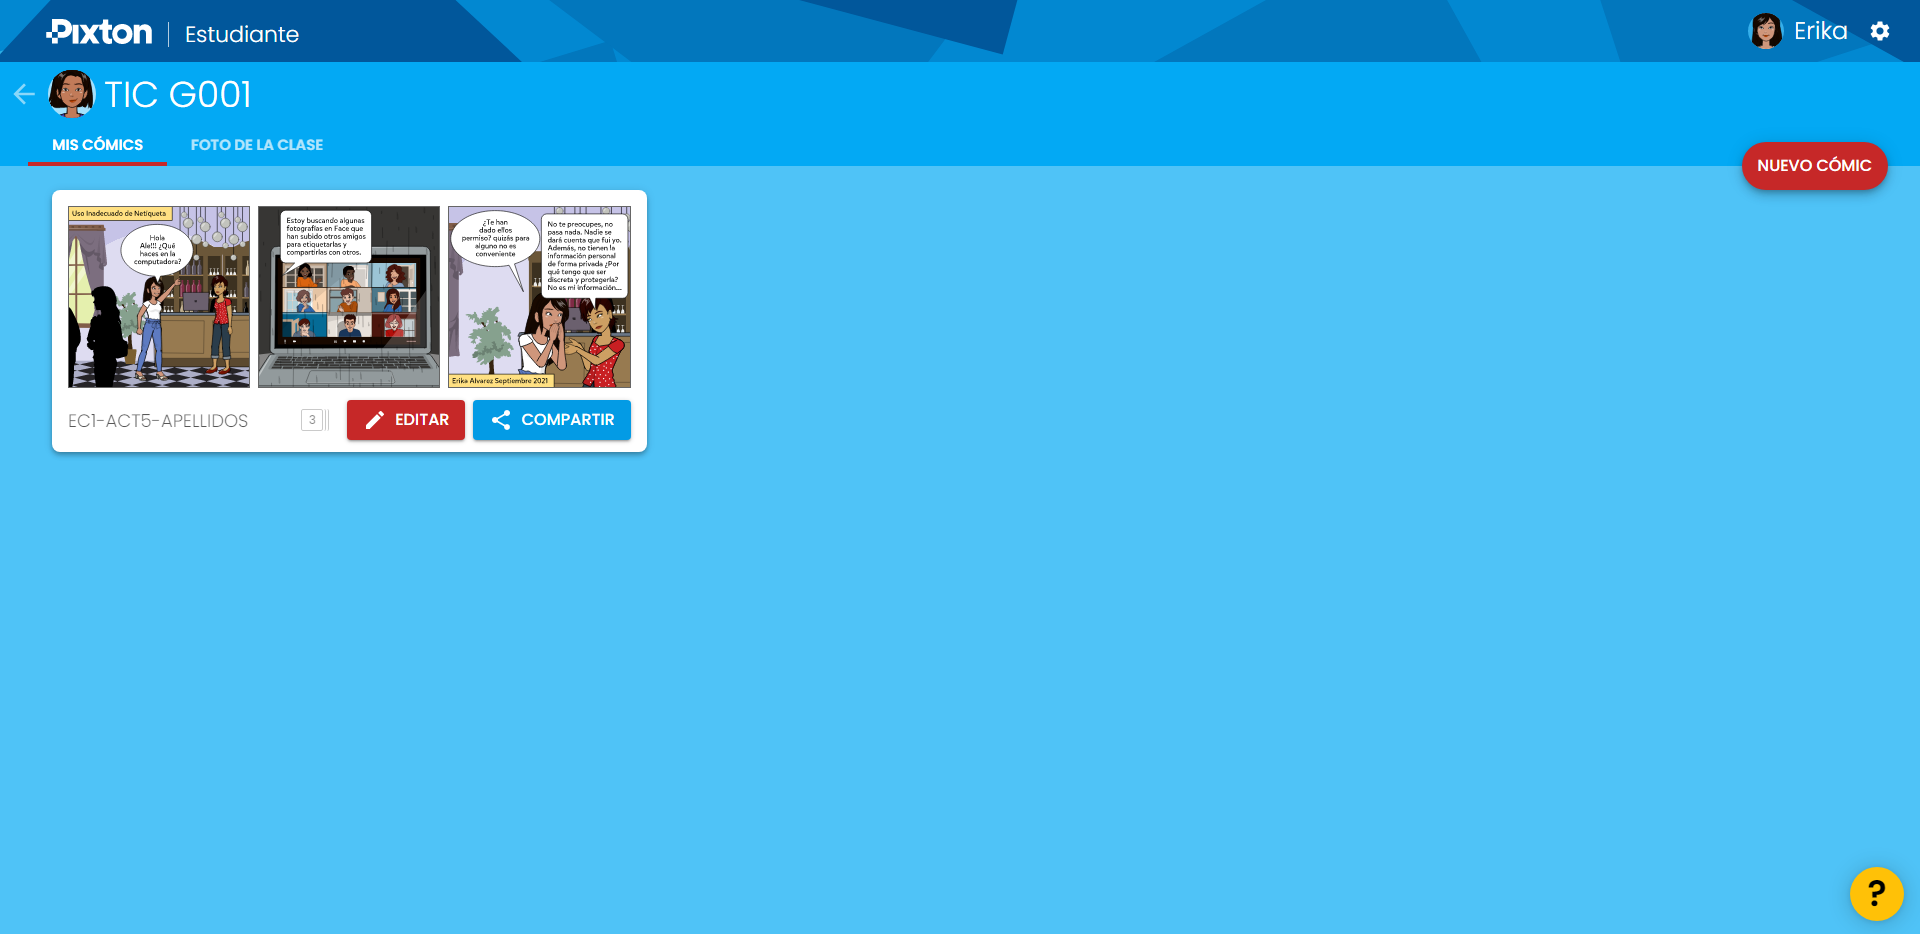 Pixton
Estudiante
Erika
TIC G001
MIS CÓMICS
FOTO DE LA CLASE
NUEVO CÓMIC
Uso Inadecuado de Netiqueta
Hola
Ale!!! ¿Qué
haces en la
computadora?
Estoy buscando algunas
fotografías en Face que
han subido otros amigos
para etiquetarlas y
compartirlas con otros.
¿Te han
dado ellos
permiso? quizás para
alguno no es
conveniente
No te preocupes, no
pasa nada. Nadie se
dará cuenta que fui yo.
Además, no tienen la
información personal
de forma privada ¿Por
qué tengo que ser
discreta y protegerla?
No es mi información...
Erika Alvarez Septiembre 2021
EC1-ACT5-APELLIDOS
3
EDITAR
COMPARTIR
?